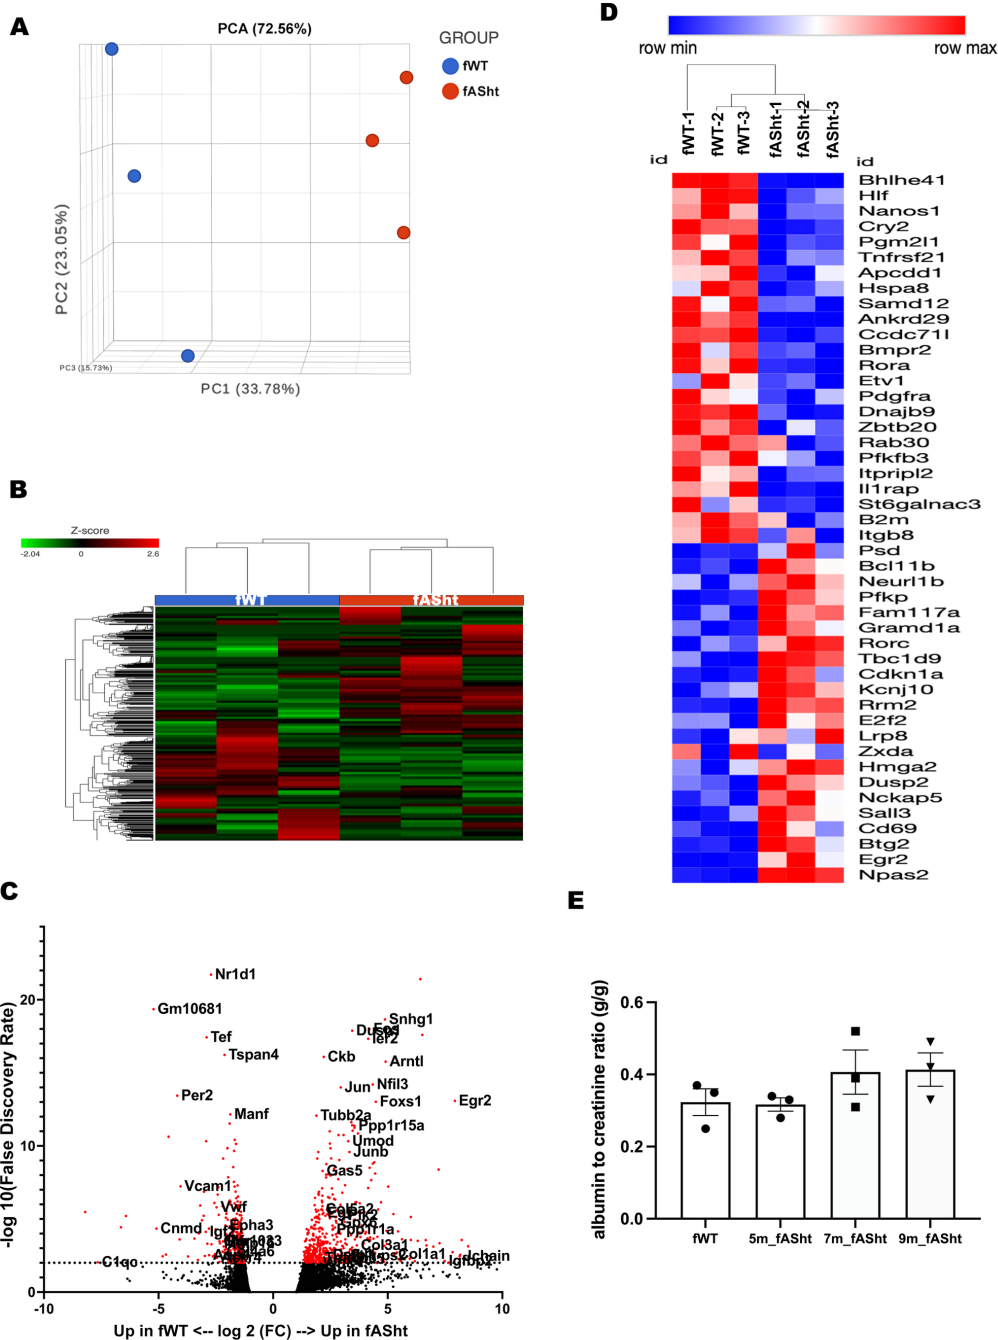 A
PCA (72.56%)
GROUP
fWT
fASht
PC2 (23.05%)
PC3 (15.73%)
PC1 (33.78%)
B
Z-score
-2.04 0 2.6
fWT fASht
C
-log 10(False Discovery Rate)
20
10
0
-10 -5 0 5 10
Up in fWT <-- log 2 (FC) --> Up in fASht
Nr1d1
Gm10681
Snhg1
Tef
Ier2
Tspan4
Ckb
Arntl
Jun
Nfil3
Per2
Foxs1
Egr2
Manf
Tubb2a
Ppp1r15a
Umod
Junb
Gas5
Vcam1
Vwf
Cnmd
Epha3
Ppp1r1a
Col3a1
Col1a1
Jchain
Igfbp2
C1qc
D
row min row max
fWT-1
fWT-2
fWT-3
fASht-1
fASht-2
fASht-3
id id
Bhlhe41
Hlf
Nanos1
Cry2
Pgm2l1
Tnfrsf21
Apcdd1
Hspa8
Samd12
Ankrd29
Ccdc71l
Bmpr2
Rora
Etv1
Pdgfra
Dnajb9
Zbtb20
Rab30
Pfkfb3
Itpripl2
Il1rap
St6galnac3
B2m
Itgb8
Psd
Bcl11b
Neurl1b
Pfkp
Fam117a
Gramd1a
Rorc
Tbc1d9
Cdkn1a
Kcnj10
Rrm2
E2f2
Lrp8
Zxda
Hmga2
Dusp2
Nckap5
Sall3
Cd69
Btg2
Egr2
Npas2
E
albumin to creatinine ratio (g/g)
0.6
0.4
0.2
0.0
fWT 5m_fASht 7m_fASht 9m_fASht